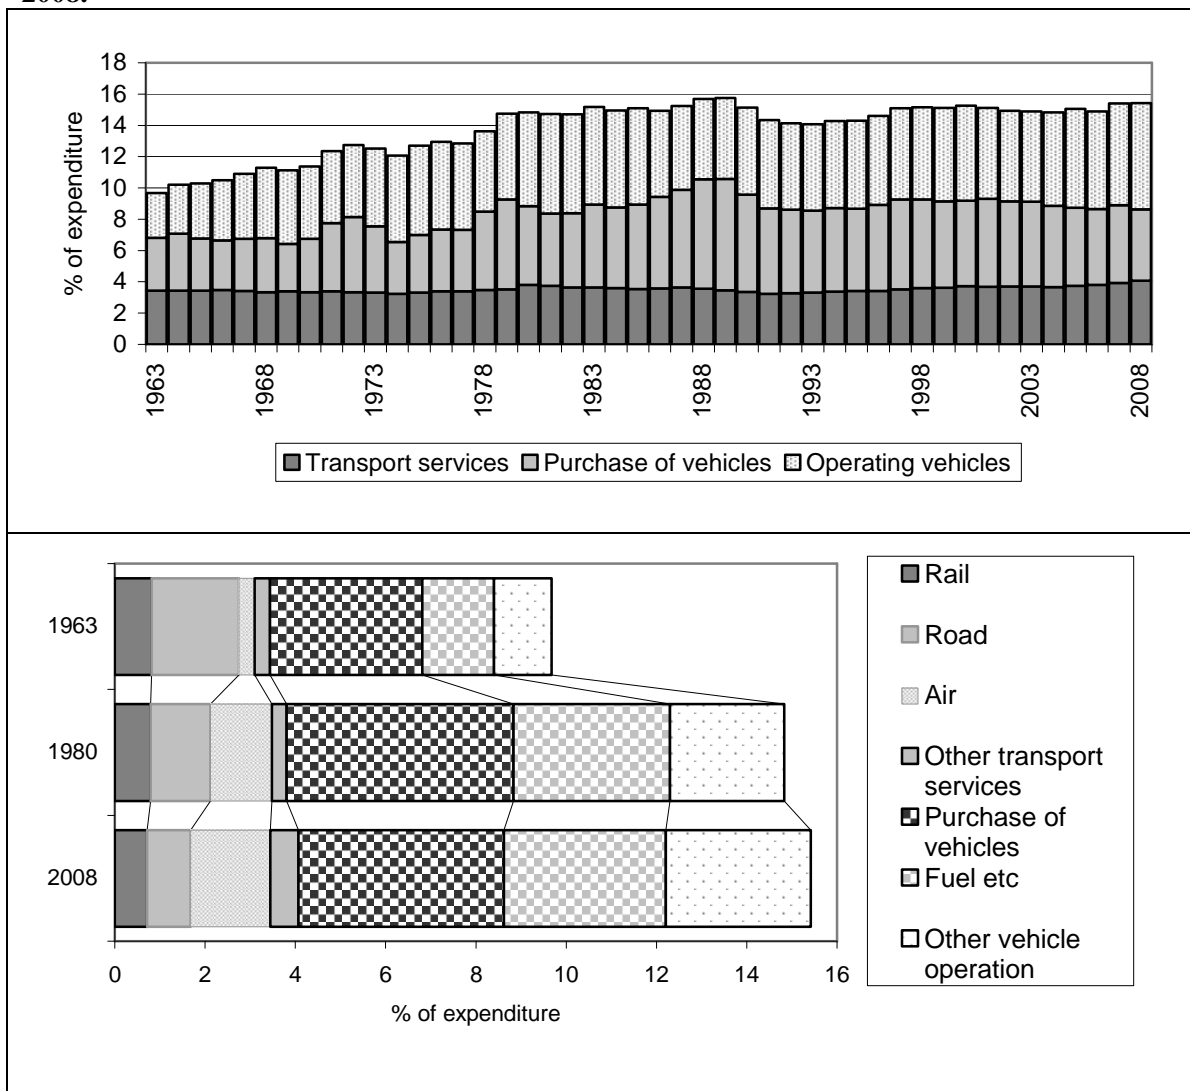 2008.
18
16
14
12
10
8
6
4
2
0
% of expenditure
1963
1968
1973
1978
1983
1988
1993
1998
2003
2008
Transport services Purchase of vehicles Operating vehicles
1963
1980
2008
0 2 4 6 8 10 12 14 16
% of expenditure
Rail
Road
Air
Other transport
services
Purchase of
vehicles
Fuel etc
Other vehicle
operation